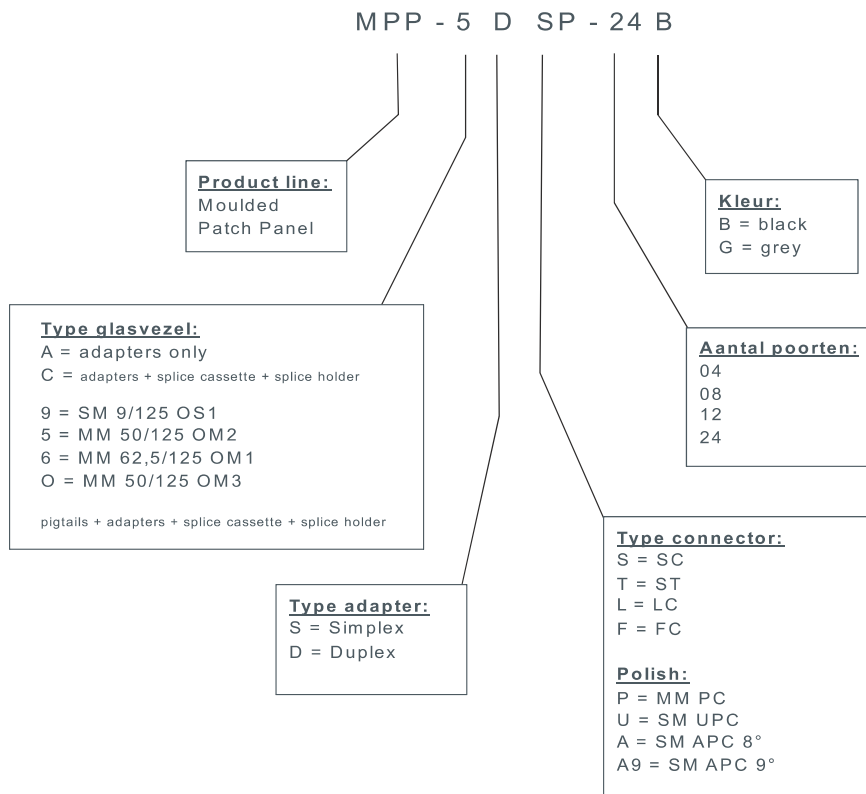 MPP - 5 D SP - 24 B
Product line:
Moulded
Patch Panel
Kleur:
B = black
G = grey
Type glasvezel:
A = adapters only
C = adapters + splice cassette + splice holder
9 = SM 9/125 OS1
5 = MM 50/125 OM2
6 = MM 62,5/125 OM1
O = MM 50/125 OM3
pigtails + adapters + splice cassette + splice holder
Aantal poorten:
04
08
12
24
Type adapter:
S = Simplex
D = Duplex
Type connector:
S = SC
T = ST
L = LC
F = FC
Polish:
P = MM PC
U = SM UPC
A = SM APC 8°
A9 = SM APC 9°